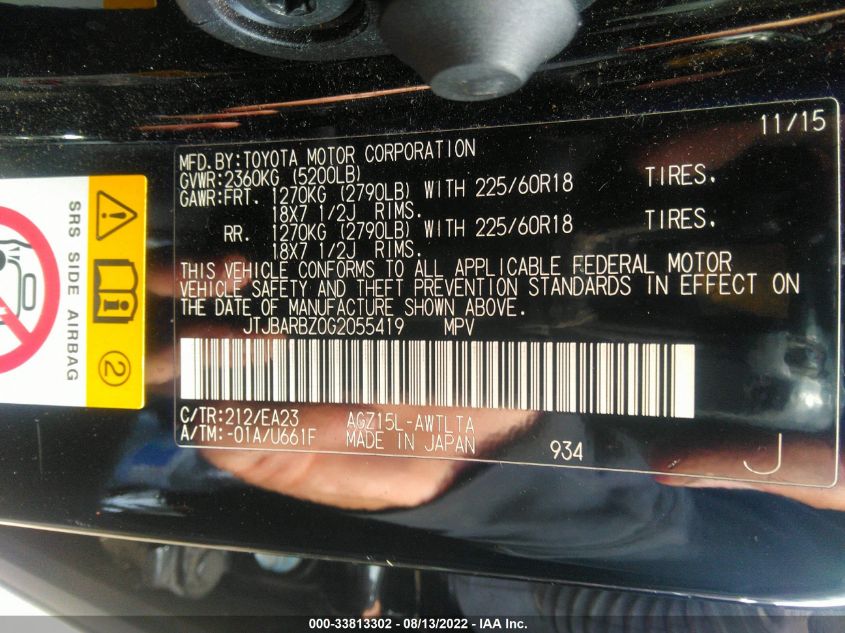 11/15
MFD.BY:TOYOTA MOTOR CORPORATION
GVWR:2360KG (5200LB)
GAWR:FRT. 1270KG (2790LB) WITH 225/60R18 TIRES.
18X7 1/2J RIMS.
RR. 1270KG (2790LB) WITH 225/60R18 TIRES.
18X7 1/2J RIMS.
THIS VEHICLE CONFORMS TO ALL APPLICABLE FEDERAL MOTOR
VEHICLE SAFETY AND THEFT PREVENTION STANDARDS IN EFFECT ON
THE DATE OF MANUFACTURE SHOWN ABOVE.
JTJBARBZ0G2055419 MPV
C/TR:212/EA23 AGZ15L-AWTLTA
A/TM:-01A/U661F MADE IN JAPAN
934
J
SRS SIDE AIRBAG
2
000-33813302 - 08/13/2022 - IAA Inc.